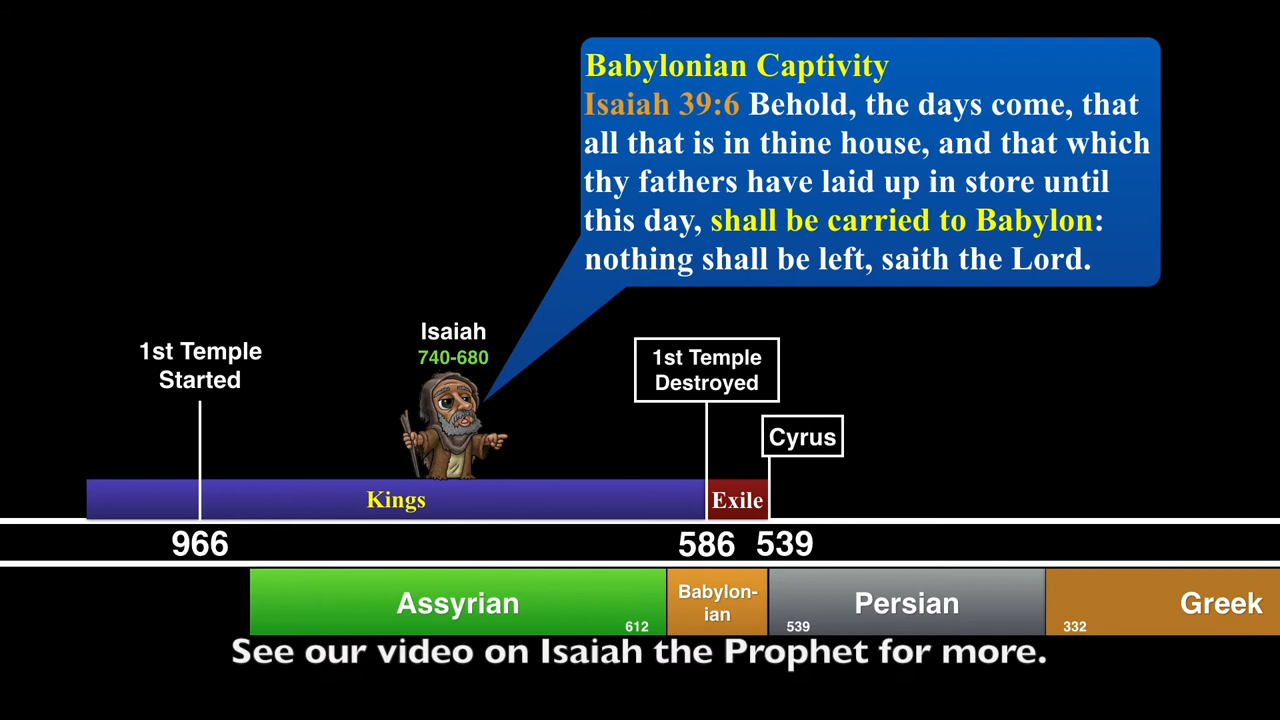 Babylonian Captivity
Isaiah 39:6 Behold, the days come, that
all that is in thine house, and that which
thy fathers have laid up in store until
this day, shall be carried to Babylon:
nothing shall be left, saith the Lord.
Isaiah
740-680
1st Temple
Started
1st Temple
Destroyed
Cyrus
Kings
Exile
966
586
539
Assyrian
612
Babylon-
ian
Persian
539
Greek
332
See our video on Isaiah the Prophet for more.